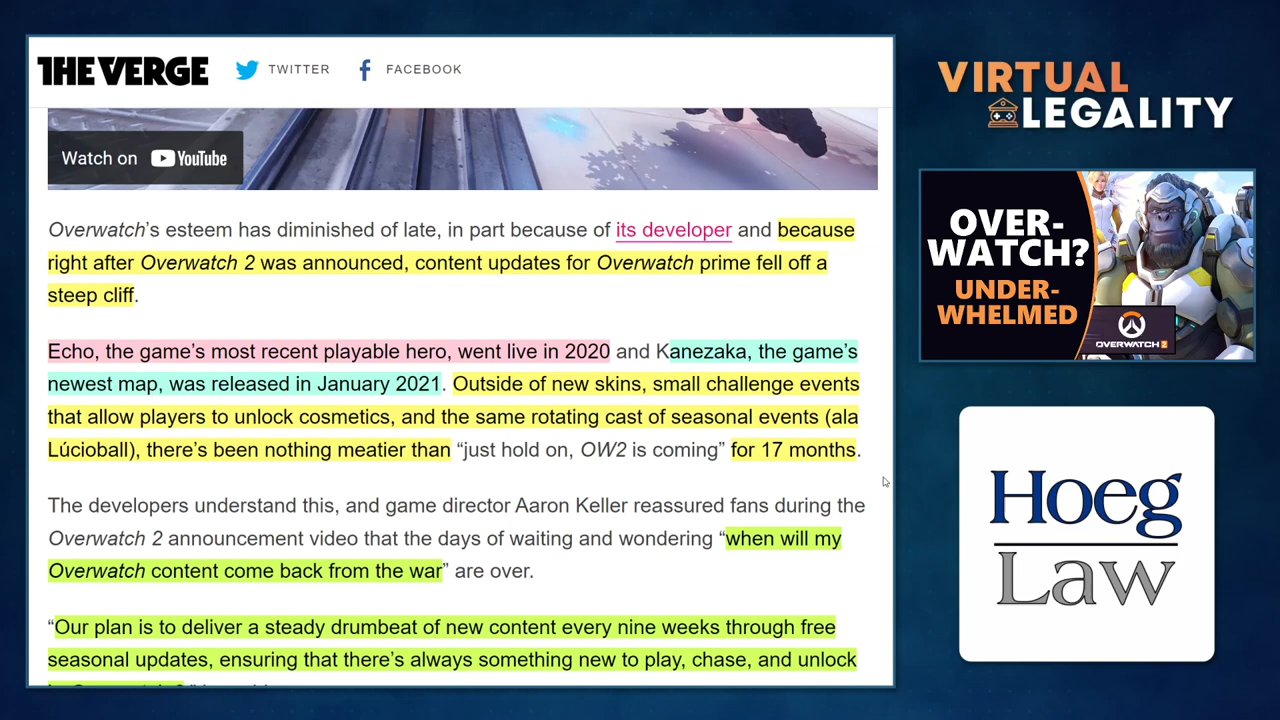 THE VERGE
TWITTER
FACEBOOK
Watch on YouTube
Overwatch’s esteem has diminished of late, in part because of its developer and because
right after Overwatch 2 was announced, content updates for Overwatch prime fell off a
steep cliff.
Echo, the game’s most recent playable hero, went live in 2020 and Kanezaka, the game’s
newest map, was released in January 2021. Outside of new skins, small challenge events
that allow players to unlock cosmetics, and the same rotating cast of seasonal events (ala
Lúcioball), there’s been nothing meatier than “just hold on, OW2 is coming” for 17 months.
The developers understand this, and game director Aaron Keller reassured fans during the
Overwatch 2 announcement video that the days of waiting and wondering “when will my
Overwatch content come back from the war” are over.
“Our plan is to deliver a steady drumbeat of new content every nine weeks through free
seasonal updates, ensuring that there’s always something new to play, chase, and unlock
VIRTUAL
LEGALITY
OVER-
WATCH?
UNDER-
WHELMED
OVERWATCH 2
Hoeg
Law